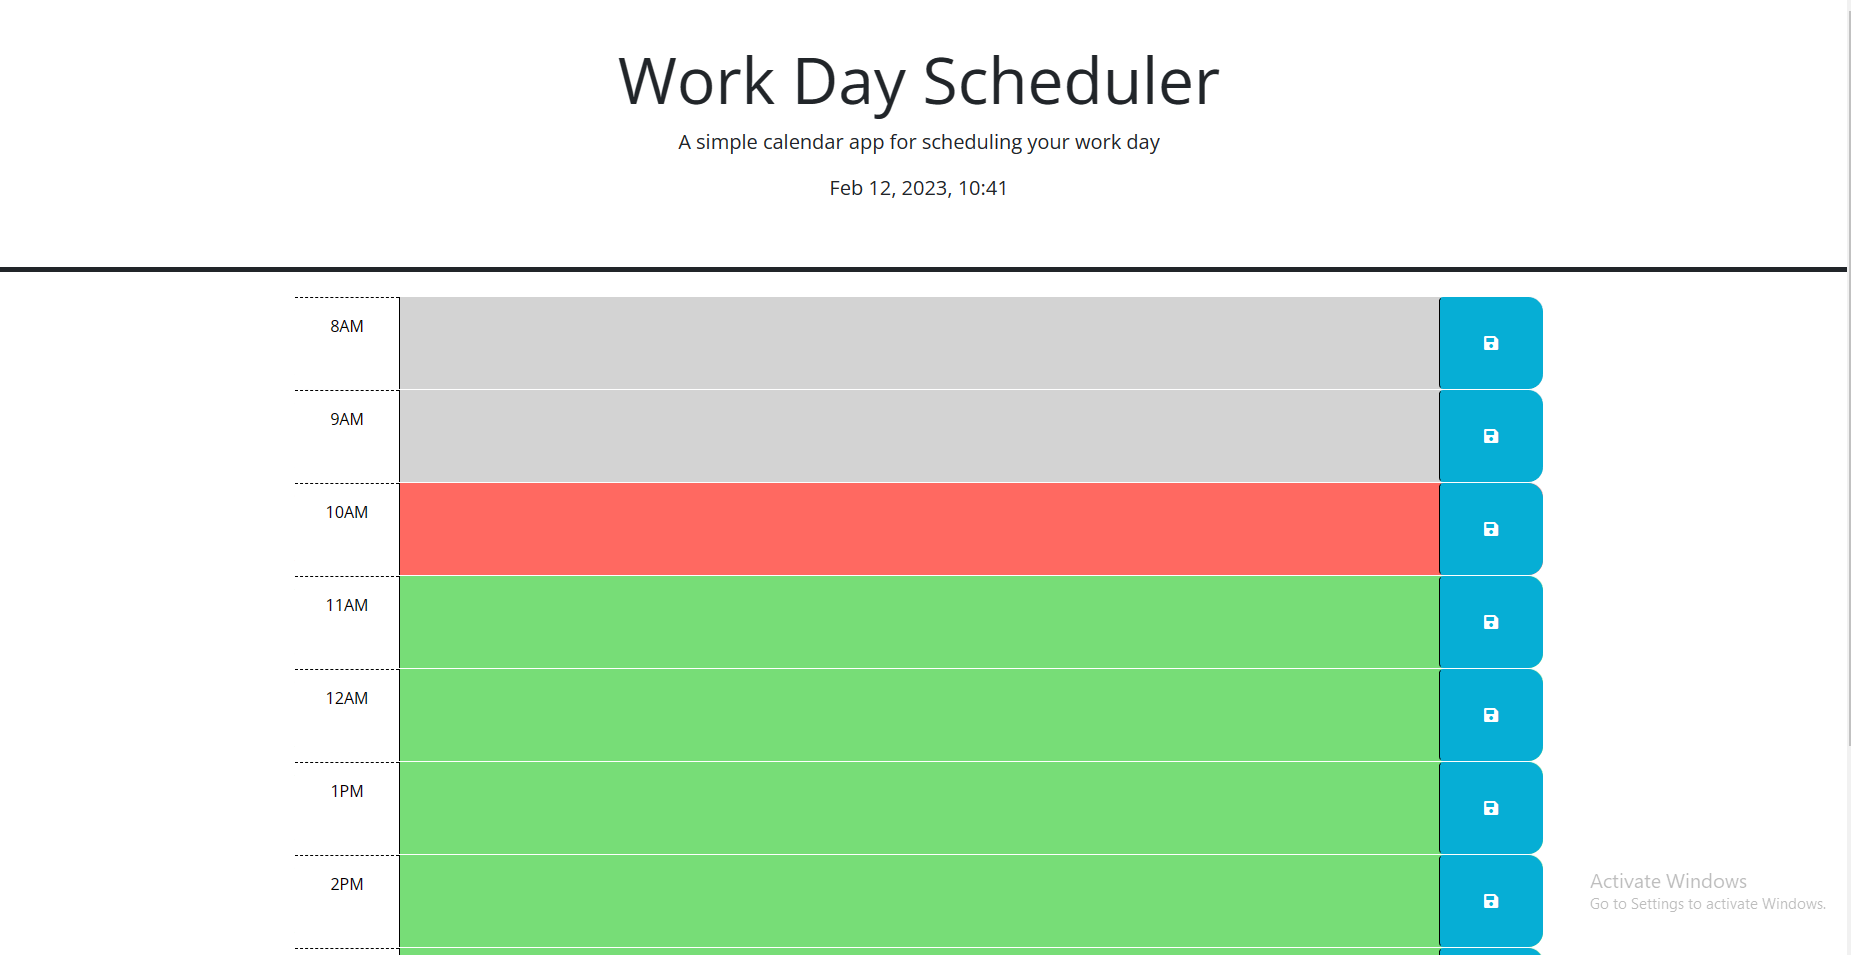 Work Day Scheduler
A simple calendar app for scheduling your work day
Feb 12, 2023, 10:41
8AM
9AM
10AM
11AM
12AM
1PM
2PM
Activate Windows
Go to Settings to activate Windows.